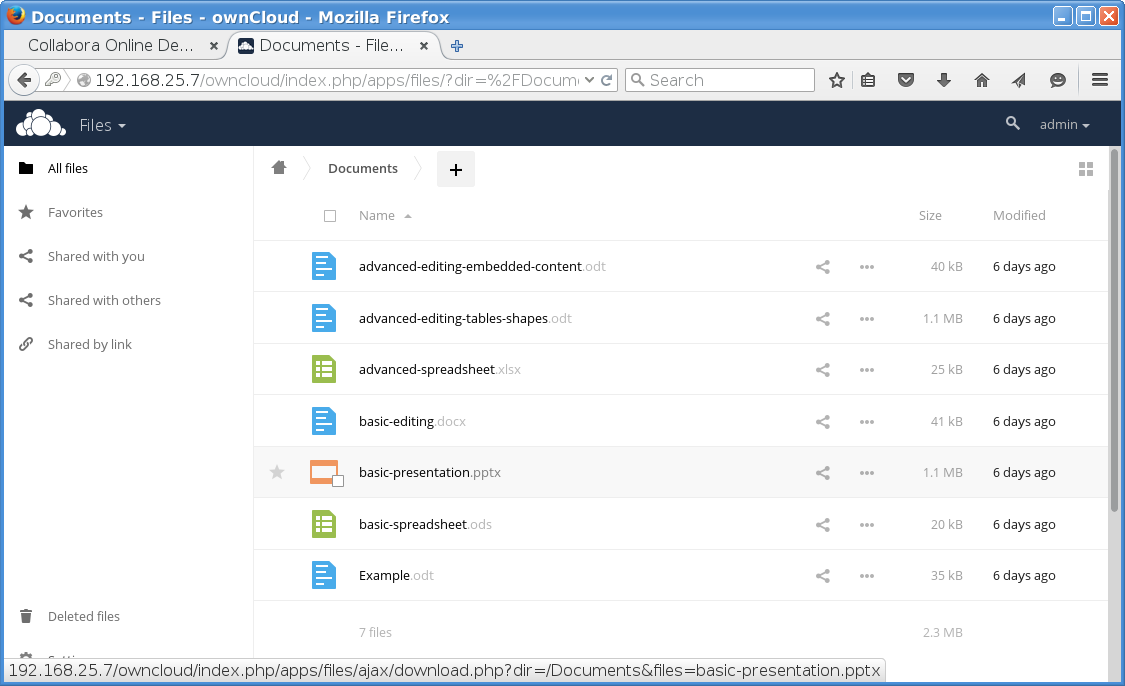 Documents - Files - ownCloud - Mozilla Firefox
Collabora Online De...
Documents - File...
192.168.25.7/owncloud/index.php/apps/files/?dir=%2FDocum
Search
Files
admin
All files
Favorites
Shared with you
Shared with others
Shared by link
Deleted files
Documents
+
Name Size Modified
advanced-editing-embedded-content.odt 40 kB 6 days ago
advanced-editing-tables-shapes.odt 1.1 MB 6 days ago
advanced-spreadsheet.xlsx 25 kB 6 days ago
basic-editing.docx 41 kB 6 days ago
basic-presentation.pptx 1.1 MB 6 days ago
basic-spreadsheet.ods 20 kB 6 days ago
Example.odt 35 kB 6 days ago
7 files 2.3 MB
192.168.25.7/owncloud/index.php/apps/files/ajax/download.php?dir=/Documents&files=basic-presentation.pptx